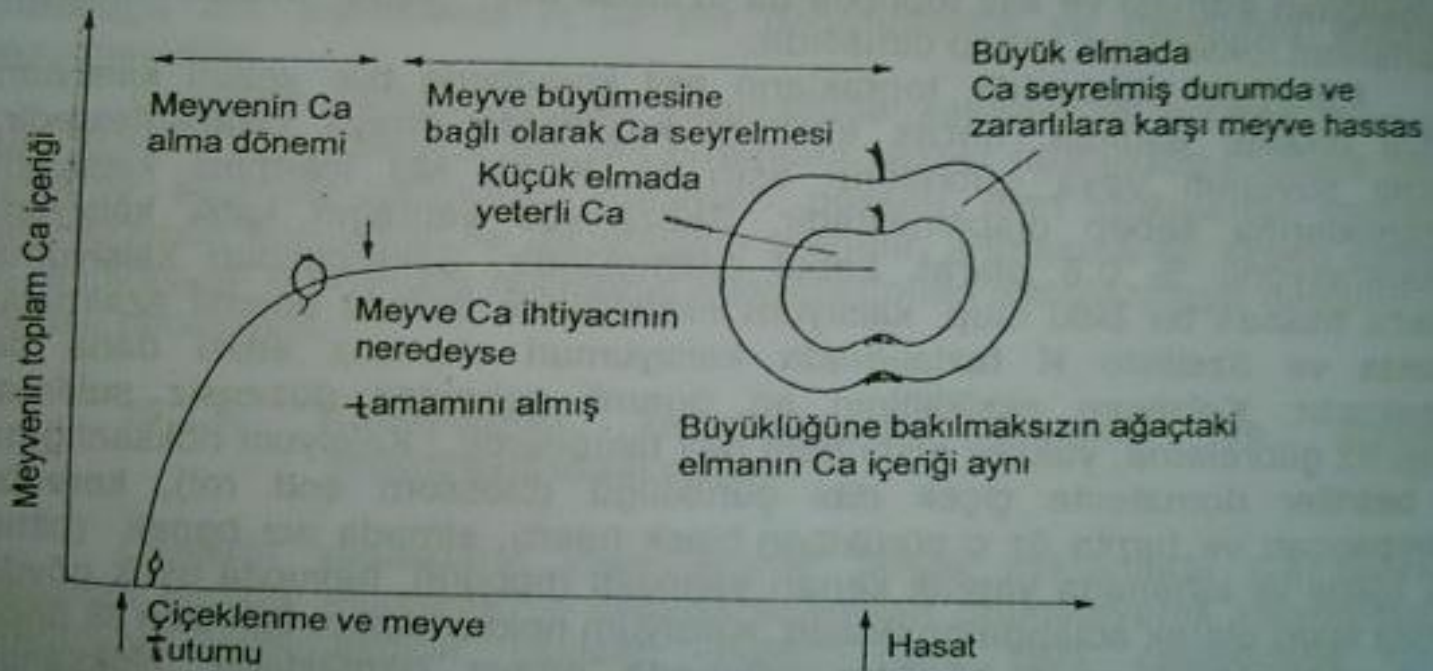 Meyvenin toplam Ca içeriği
Meyvenin Ca
alma dönemi
Meyve büyümesine
bağlı olarak Ca seyrelmesi
Büyük elmada
Ca seyrelmiş durumda ve
zararlılara karşı meyve hassas
Küçük elmada
yeterli Ca
Meyve Ca ihtiyacının
neredeyse
tamamını almış
Büyüklüğüne bakılmaksızın ağaçtaki
elmanın Ca içeriği aynı
Çiçeklenme ve meyve
tutumu
Hasat